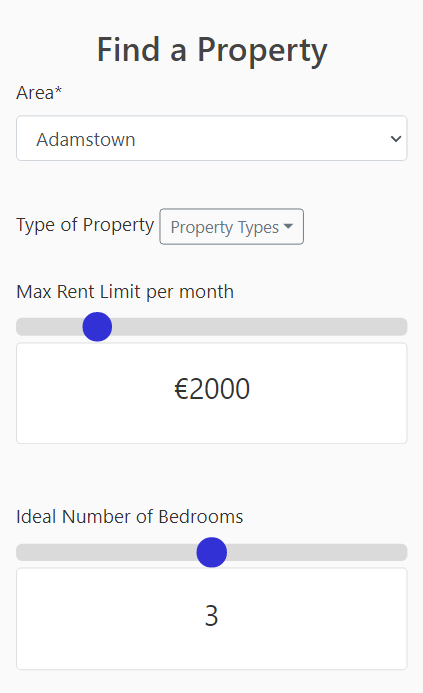 Find a Property
Area*
Adamstown
Type of Property Property Types
Max Rent Limit per month
€2000
Ideal Number of Bedrooms
3